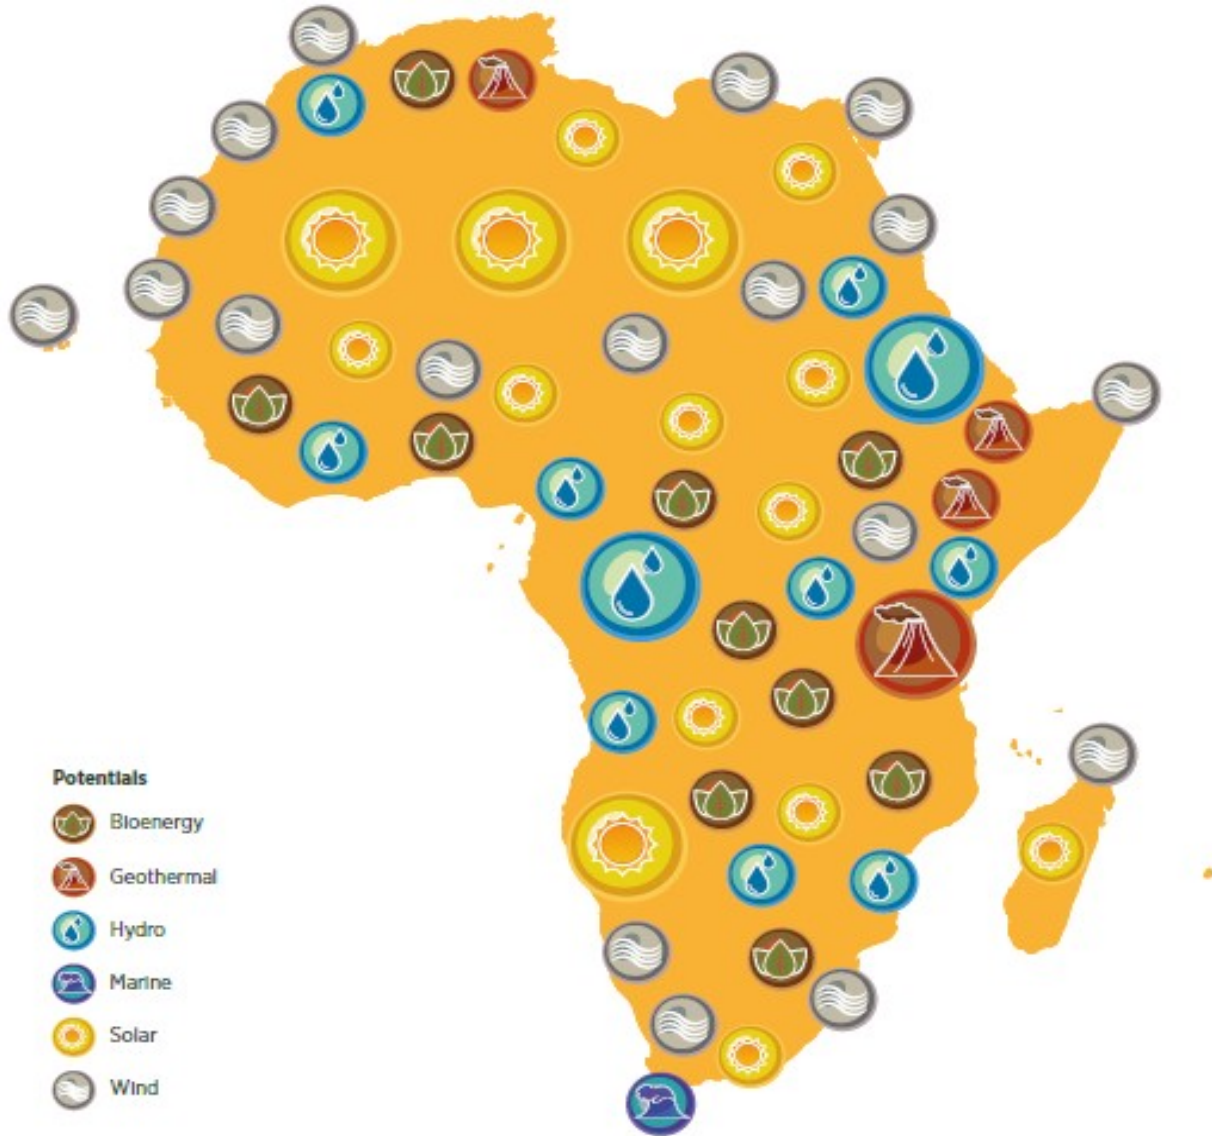 Potentials
Bioenergy
Geothermal
Hydro
Marine
Solar
Wind